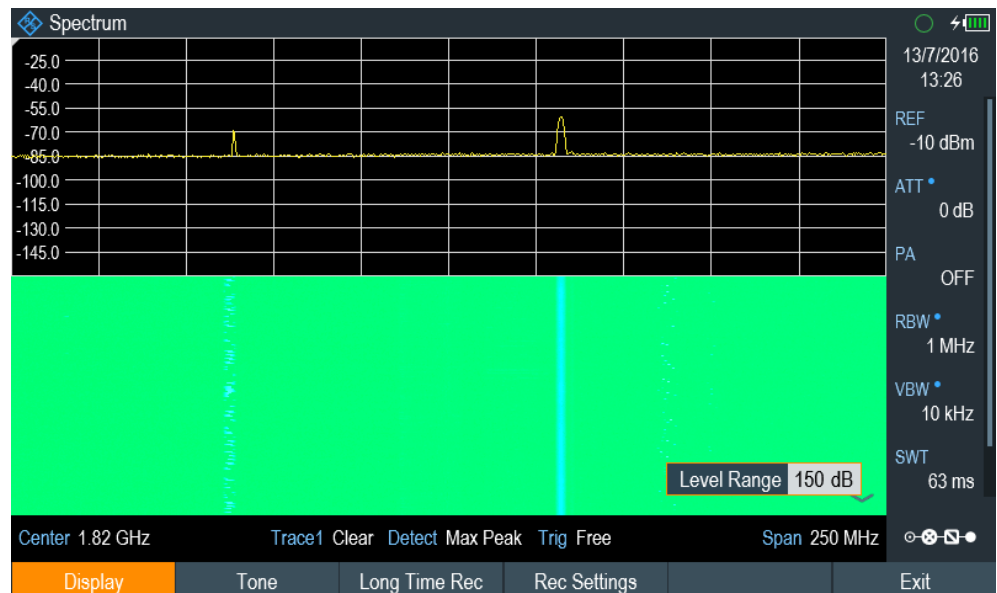 Spectrum
13/7/2016
13:26
-25.0
-40.0
-55.0
-70.0
-85.0
-100.0
-115.0
-130.0
-145.0
REF
-10 dBm
ATT
0 dB
PA
OFF
RBW
1 MHz
VBW
10 kHz
SWT
63 ms
Level Range 150 dB
Center 1.82 GHz Trace1 Clear Detect Max Peak Trig Free Span 250 MHz
Display Tone Long Time Rec Rec Settings Exit